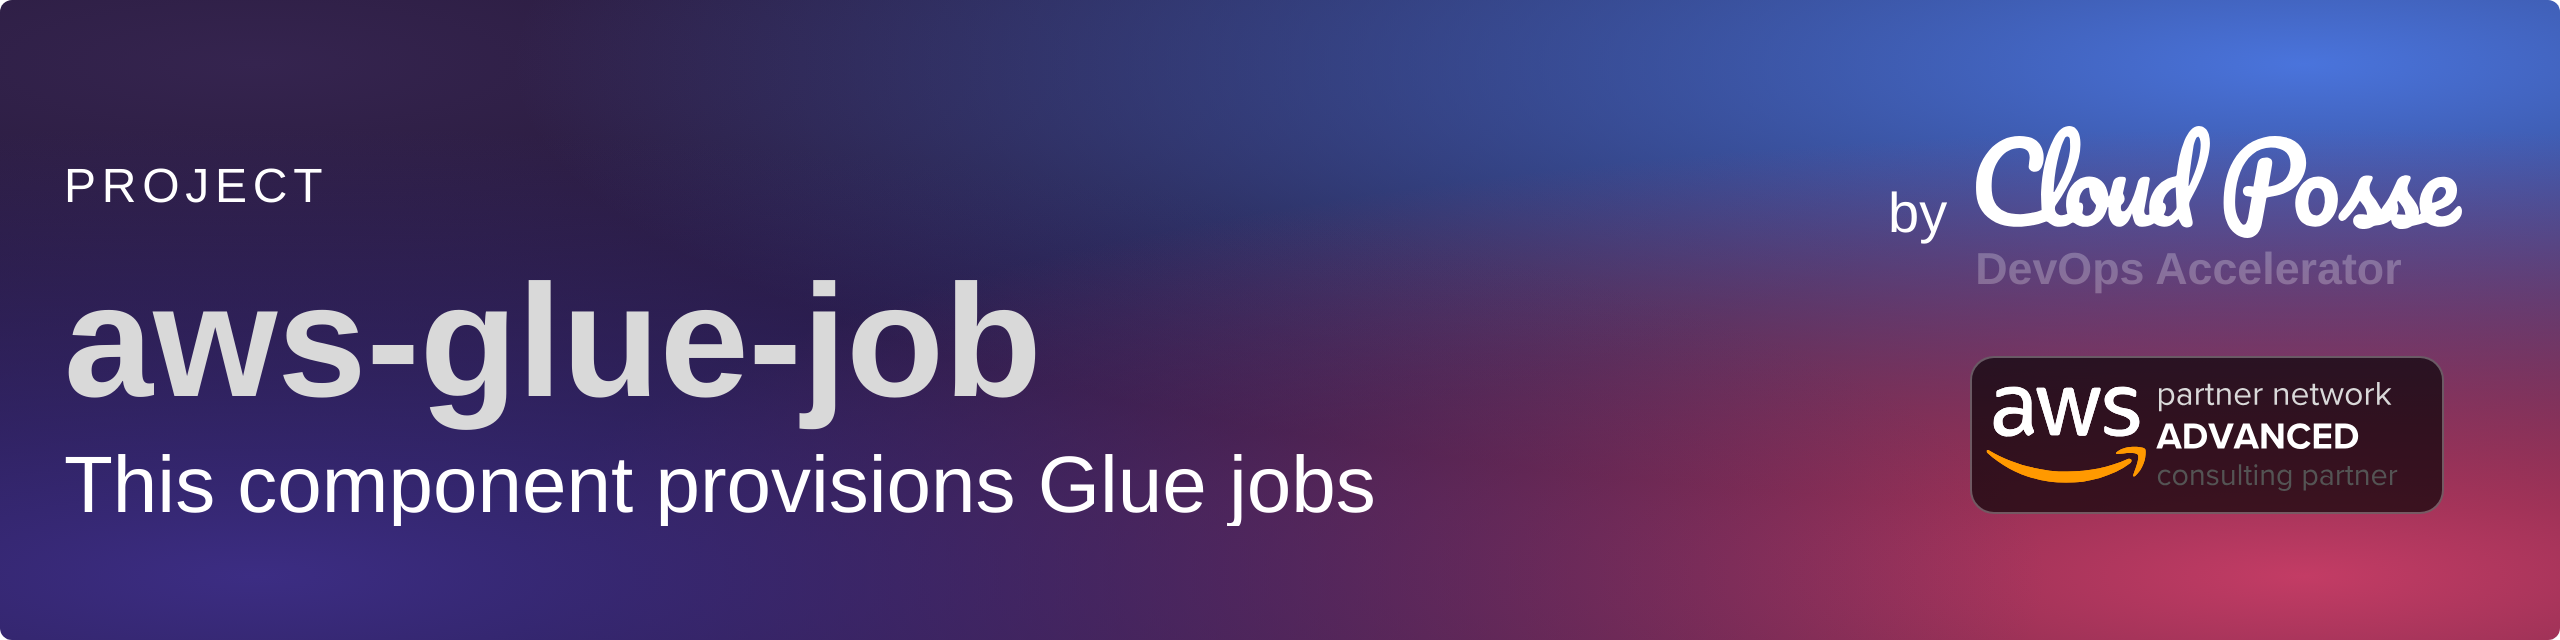 PROJECT
aws-glue-job
This component provisions Glue jobs
by Cloud Posse
DevOps Accelerator
aws partner network
ADVANCED
consulting partner